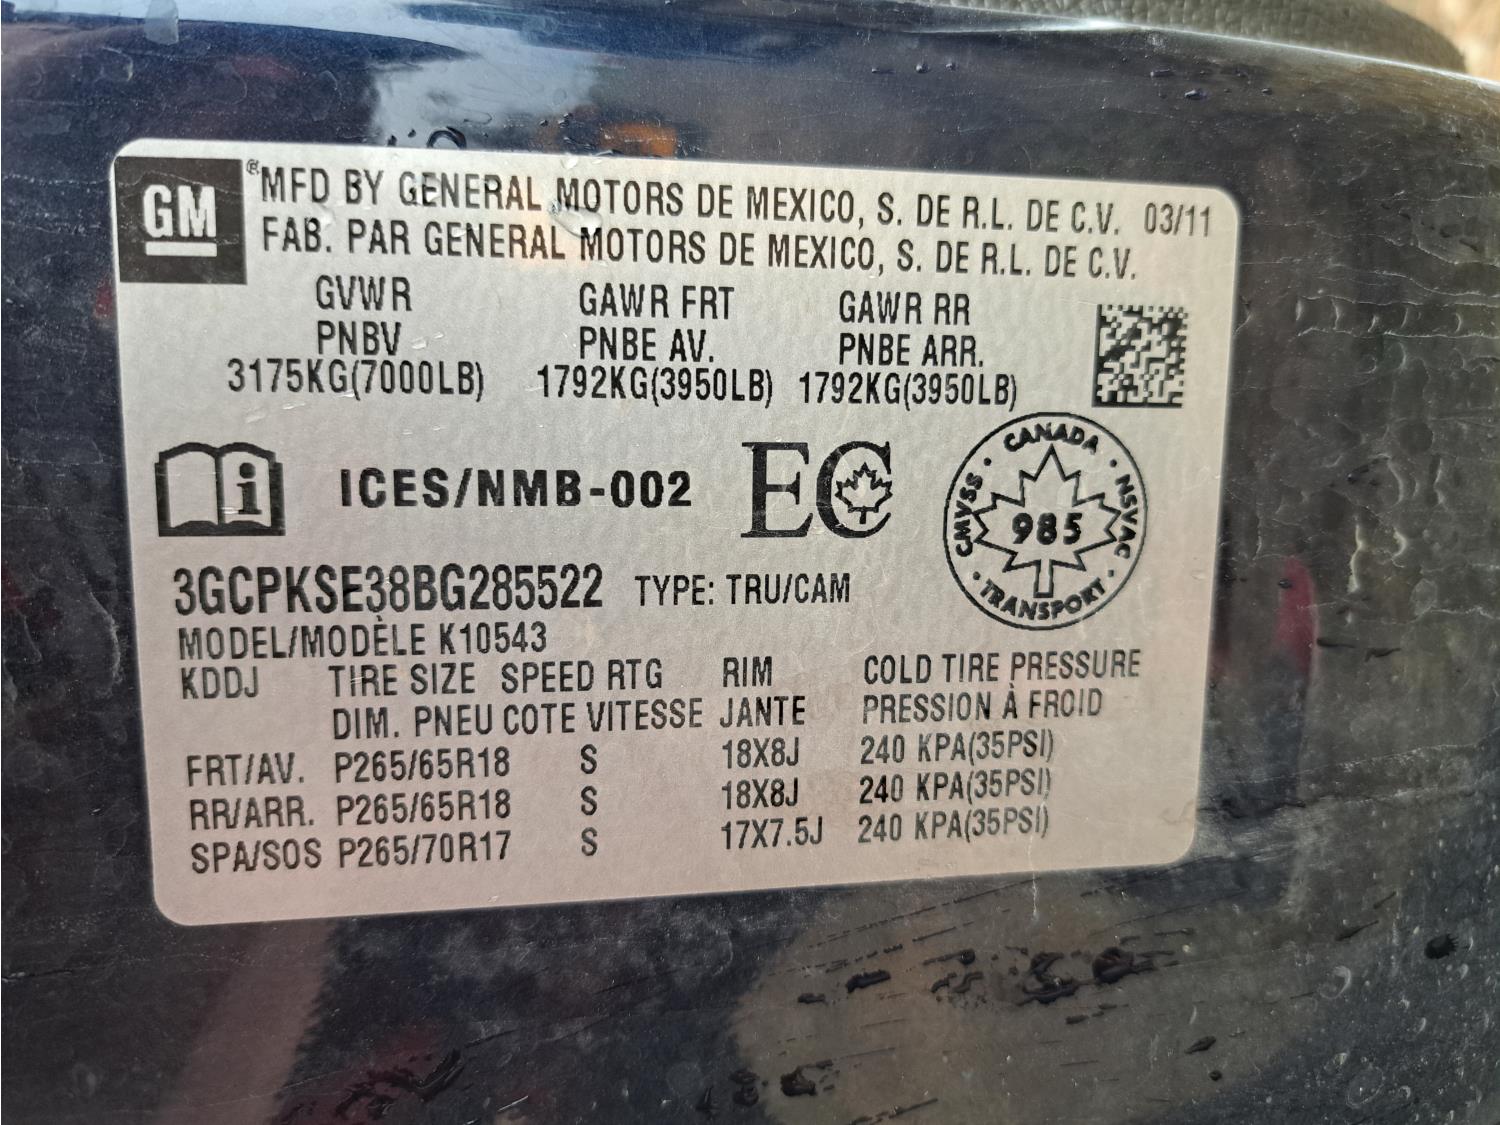 GM ® MFD BY GENERAL MOTORS DE MEXICO, S. DE R.L. DE C.V. 03/11
FAB. PAR GENERAL MOTORS DE MEXICO, S. DE R.L. DE C.V.
GVWR GAWR FRT GAWR RR
PNBV PNBE AV. PNBE ARR.
3175KG(7000LB) 1792KG(3950LB) 1792KG(3950LB)
i ICES/NMB-002 EC
CANADA
CMVSS • 985 • NSVAC
• TRANSPORT •
3GCPKSE38BG285522 TYPE: TRU/CAM
MODEL/MODÈLE K10543
KDDJ TIRE SIZE SPEED RTG RIM COLD TIRE PRESSURE
DIM. PNEU COTE VITESSE JANTE PRESSION À FROID
FRT/AV. P265/65R18 S 18X8J 240 KPA(35PSI)
RR/ARR. P265/65R18 S 18X8J 240 KPA(35PSI)
SPA/SOS P265/70R17 S 17X7.5J 240 KPA(35PSI)